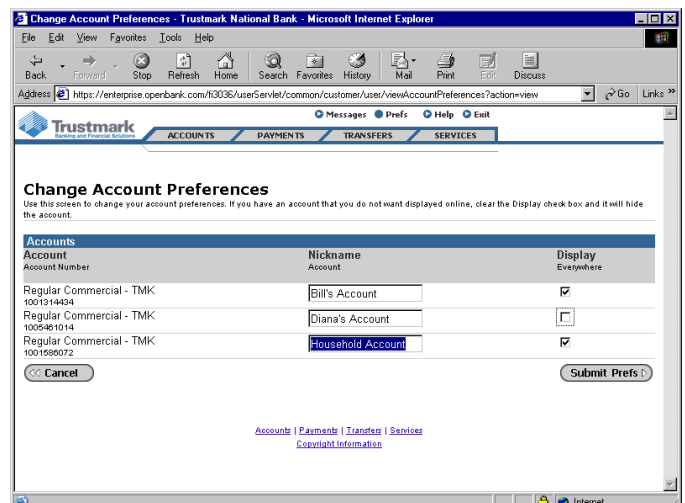 Change Account Preferences - Trustmark National Bank - Microsoft Internet Explorer
File Edit View Favorites Tools Help
Back Forward Stop Refresh Home Search Favorites History Mail Print Edit Discuss
Address https://enterprise.openbank.com/fi3036/userServlet/common/customer/user/viewAccountPreferences?action=view Go Links »
Messages Prefs Help Exit
Trustmark
Banking and Financial Solutions
ACCOUNTS PAYMENTS TRANSFERS SERVICES
Change Account Preferences
Use this screen to change your account preferences. If you have an account that you do not want displayed online, clear the Display check box and it will hide
the account.
Accounts
Account Nickname Display
Account Number Account Everywhere
Regular Commercial - TMK Bill's Account
1001314434
Regular Commercial - TMK Diana's Account
1005461014
Regular Commercial - TMK Household Account
1001586072
Cancel Submit Prefs
Accounts | Payments | Transfers | Services
Copyright Information
Internet